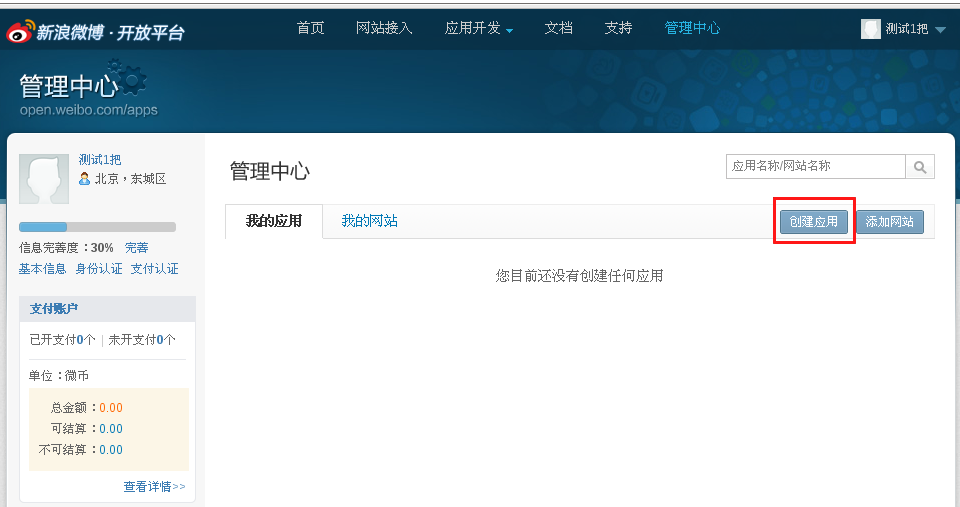 新浪微博·开放平台 首页 网站接入 应用开发 文档 支持 管理中心 测试1把
管理中心
open.weibo.com/apps
测试1把
北京，东城区
信息完善度：30% 完善
基本信息 身份认证 支付认证
支付账户
已开支付0个 | 未开支付0个
单位：微币
总金额：0.00
可结算：0.00
不可结算：0.00
查看详情>>
管理中心
应用名称/网站名称
我的应用 我的网站 创建应用 添加网站
您目前还没有创建任何应用